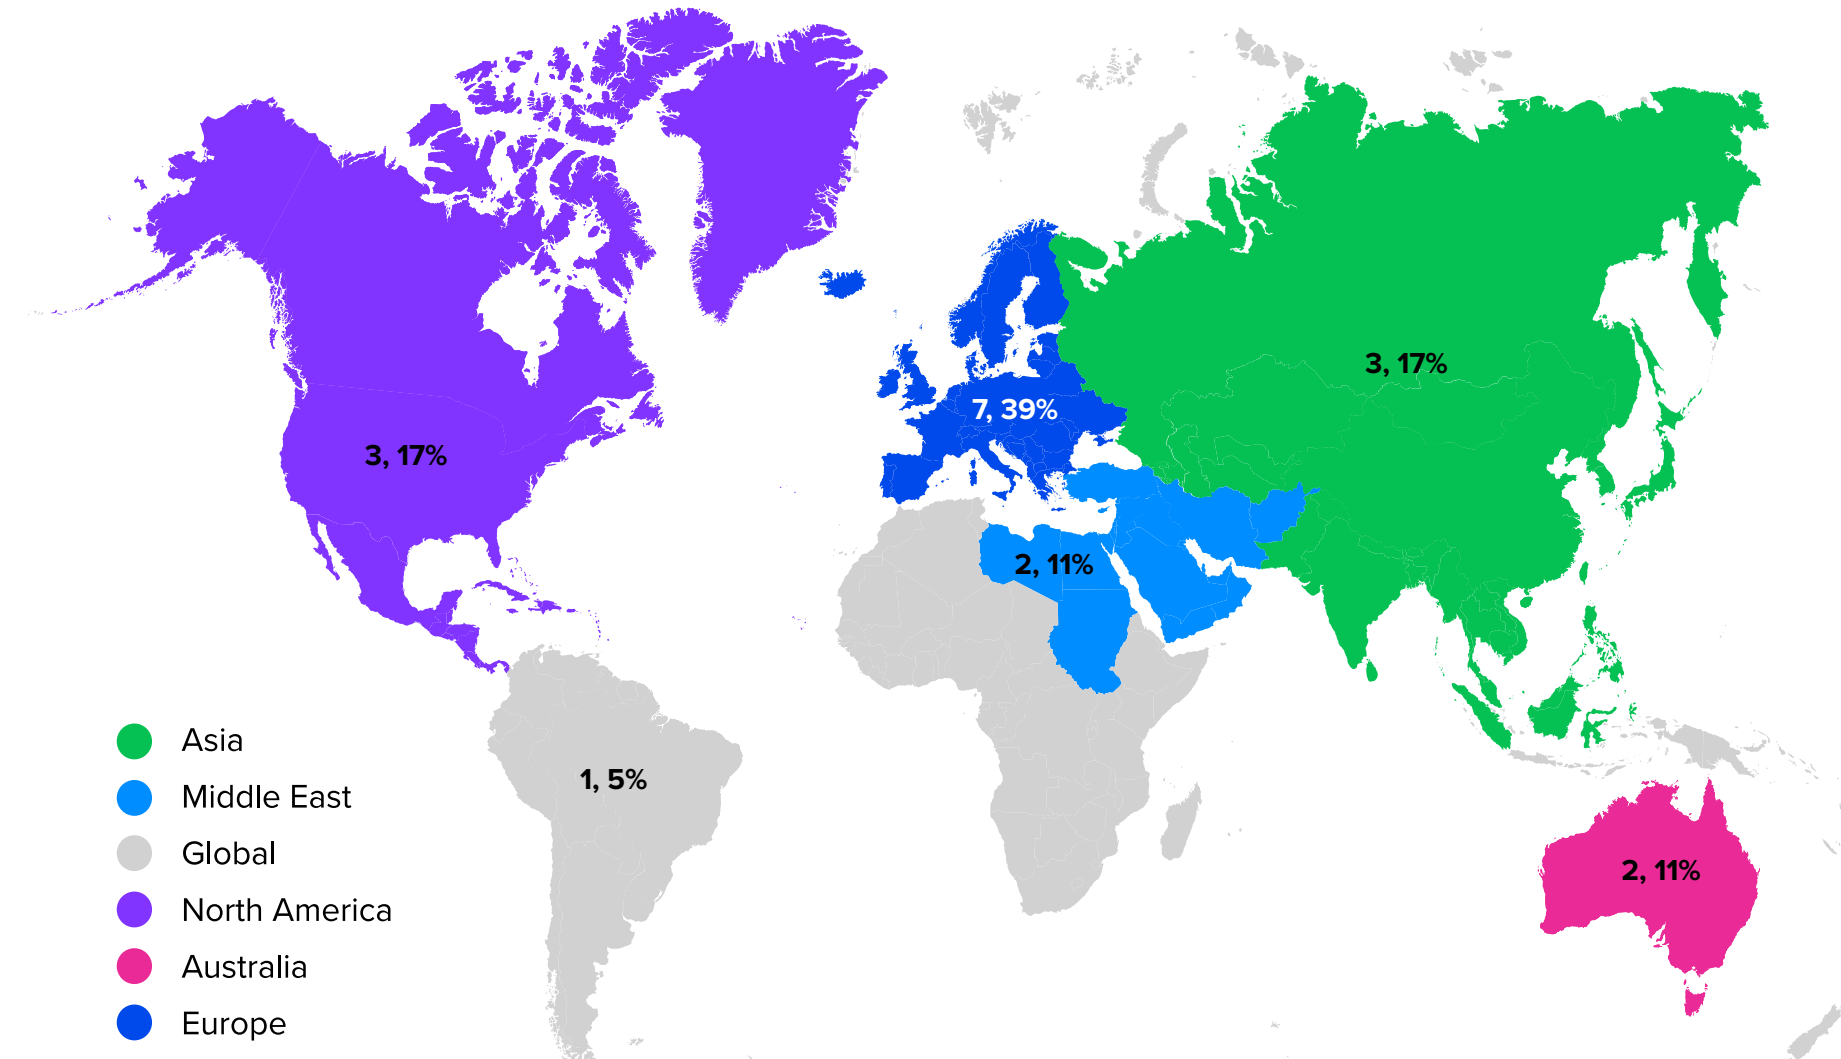 3, 17%
7, 39%
3, 17%
2, 11%
1, 5%
2, 11%
Asia
Middle East
Global
North America
Australia
Europe